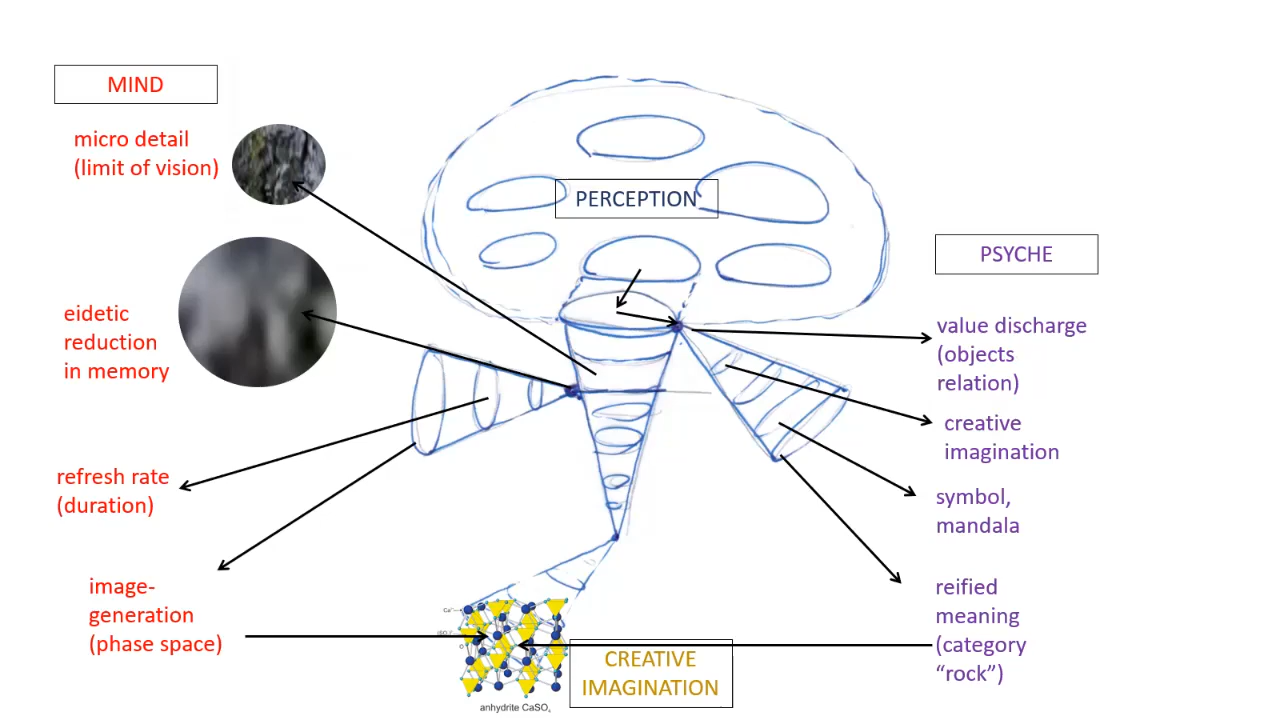 MIND
micro detail
(limit of vision)
PERCEPTION
PSYCHE
eidetic
reduction
in memory
value discharge
(objects
relation)
creative
imagination
refresh rate
(duration)
symbol,
mandala
image-
generation
(phase space)
reified
meaning
(category
“rock”)
CREATIVE
IMAGINATION
anhydrite CaSO₄